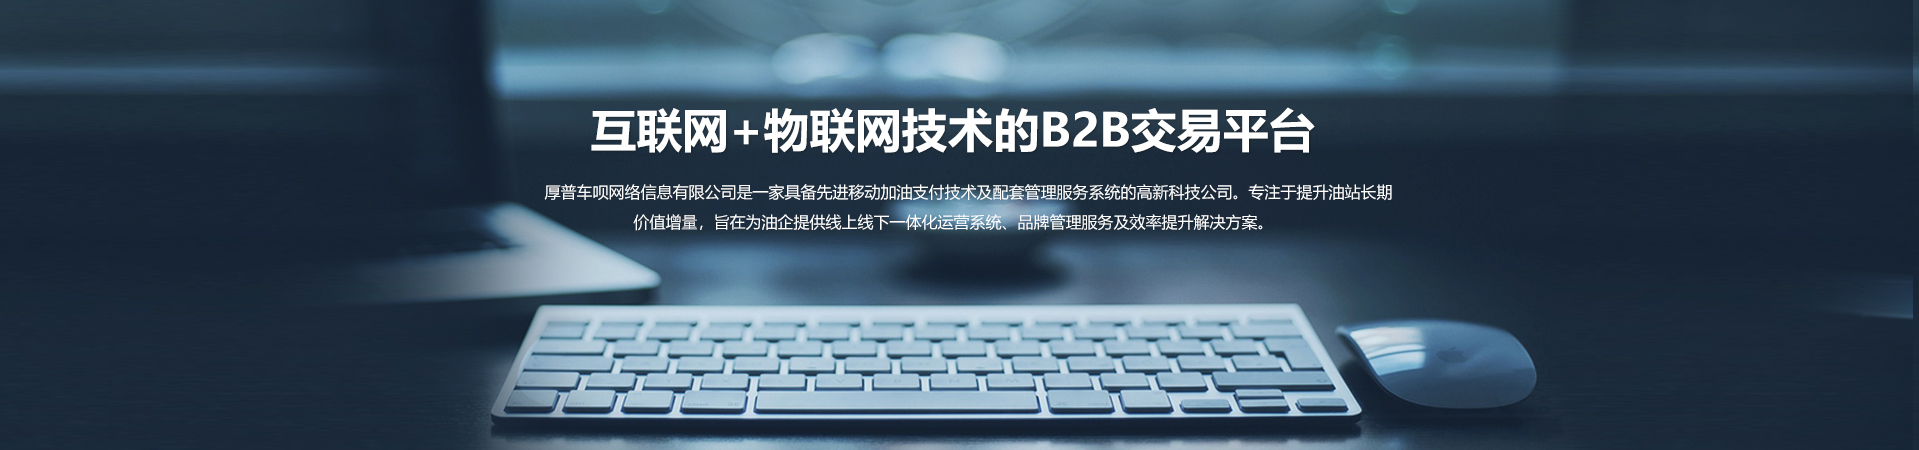 互联网+物联网技术的B2B交易平台
厚普车呗网络信息有限公司是一家具备先进移动加油支付技术及配套管理服务系统的高新科技公司。专注于提升油站长期
价值增量，旨在为油企提供线上线下一体化运营系统、品牌管理服务及效率提升解决方案。